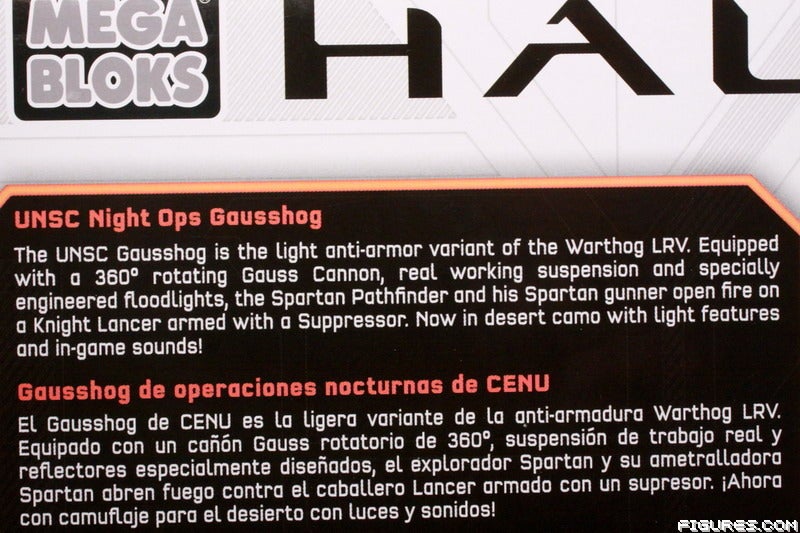 MEGA
BLOKS
HAL
UNSC Night Ops Gausshog
The UNSC Gausshog is the light anti-armor variant of the Warthog LRV. Equipped
with a 360° rotating Gauss Cannon, real working suspension and specially
engineered floodlights, the Spartan Pathfinder and his Spartan gunner open fire on
a Knight Lancer armed with a Suppressor. Now in desert camo with light features
and in-game sounds!
Gausshog de operaciones nocturnas de CENU
El Gausshog de CENU es la ligera variante de la anti-armadura Warthog LRV.
Equipado con un cañón Gauss rotatorio de 360°, suspensión de trabajo real y
reflectores especialmente diseñados, el explorador Spartan y su ametralladora
Spartan abren fuego contra el caballero Lancer armado con un supresor. ¡Ahora
con camuflaje para el desierto con luces y sonidos!
FIGURES.COM